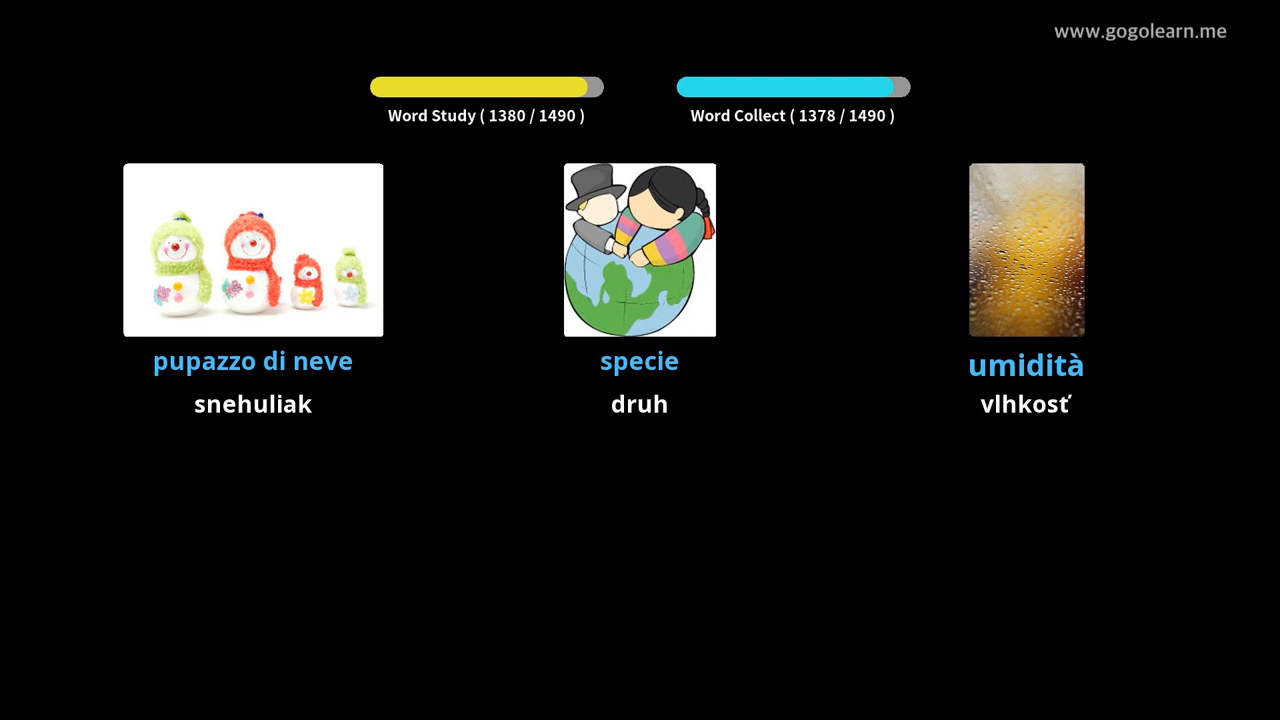 www.gogolearn.me
Word Study ( 1380 / 1490 )
Word Collect ( 1378 / 1490 )
pupazzo di neve
specie
umidità
snehuliak
druh
vlhkosť